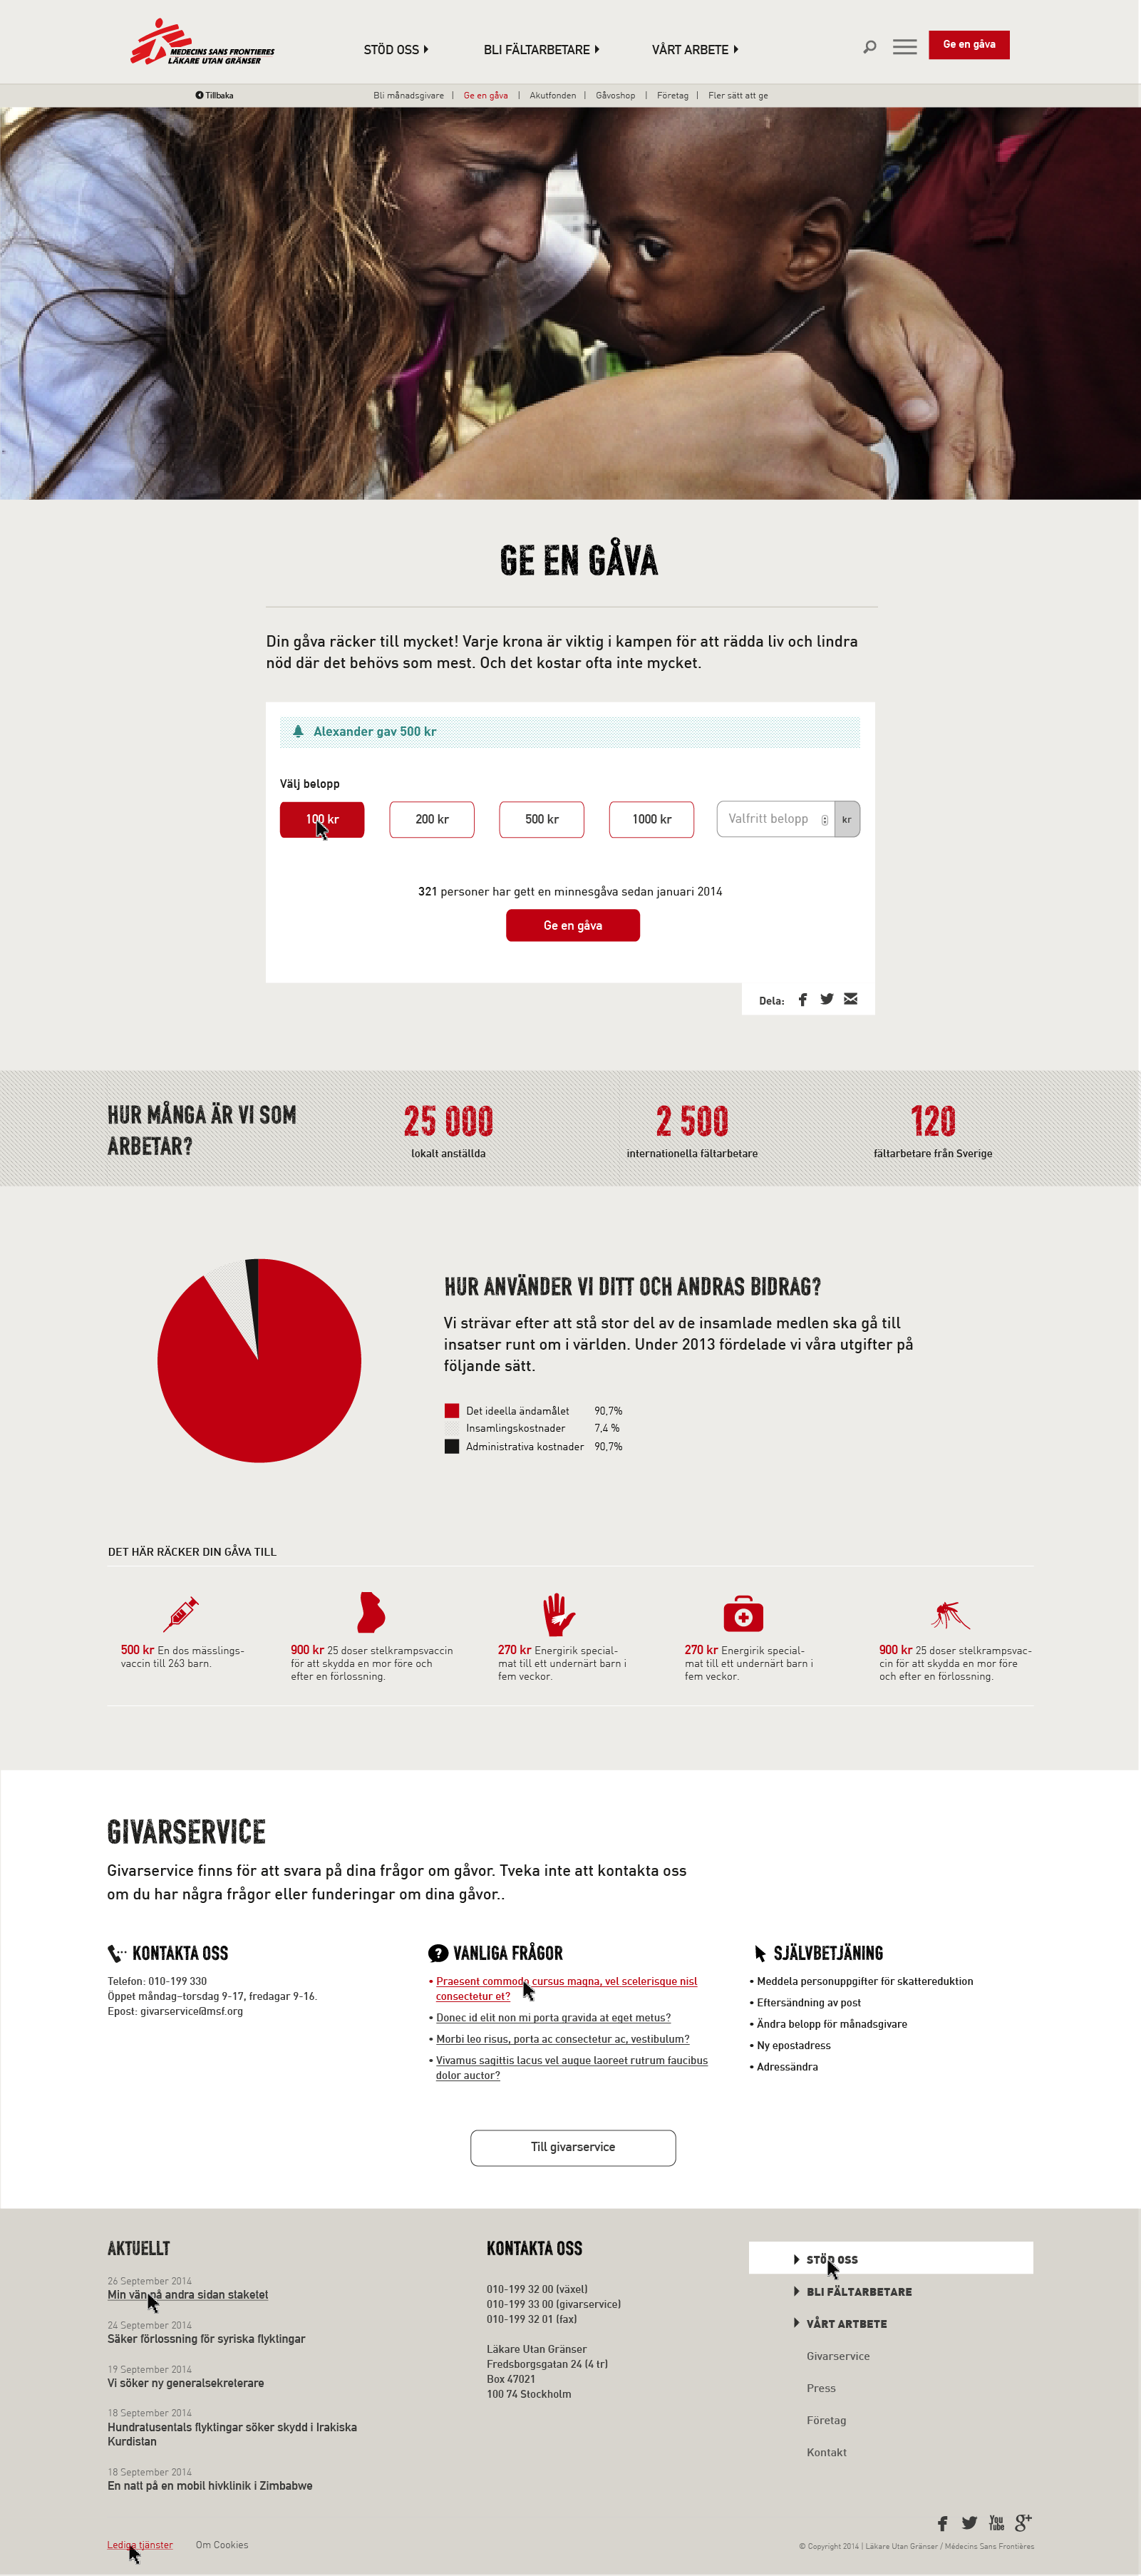 MEDECINS SANS FRONTIERES
LÄKARE UTAN GRÄNSER
STÖD OSS
BLI FÄLTARBETARE
VÅRT ARBETE
Ge en gåva
Tillbaka
Bli månadsgivare | Ge en gåva | Akutfonden | Gåvoshop | Företag | Fler sätt att ge
GE EN GÅVA
Din gåva räcker till mycket! Varje krona är viktig i kampen för att rädda liv och lindra
nöd där det behövs som mest. Och det kostar ofta inte mycket.
Alexander gav 500 kr
Välj belopp
100 kr
200 kr
500 kr
1000 kr
Valfritt belopp
kr
321 personer har gett en minnesgåva sedan januari 2014
Ge en gåva
Dela:
HUR MÅNGA ÄR VI SOM
ARBETAR?
25 000
lokalt anställda
2 500
internationella fältarbetare
120
fältarbetare från Sverige
HUR ANVÄNDER VI DITT OCH ANDRAS BIDRAG?
Vi strävar efter att stå stor del av de insamlade medlen ska gå till
insatser runt om i världen. Under 2013 fördelade vi våra utgifter på
följande sätt.
Det ideella ändamålet 90,7%
Insamlingskostnader 7,4 %
Administrativa kostnader 90,7%
DET HÄR RÄCKER DIN GÅVA TILL
500 kr En dos mässlings-
vaccin till 263 barn.
900 kr 25 doser stelkrampsvaccin
för att skydda en mor före och
efter en förlossning.
270 kr Energirik special-
mat till ett undernärt barn i
fem veckor.
270 kr Energirik special-
mat till ett undernärt barn i
fem veckor.
900 kr 25 doser stelkrampsvac-
cin för att skydda en mor före
och efter en förlossning.
GIVARSERVICE
Givarservice finns för att svara på dina frågor om gåvor. Tveka inte att kontakta oss
om du har några frågor eller funderingar om dina gåvor..
KONTAKTA OSS
Telefon: 010-199 330
Öppet måndag–torsdag 9-17, fredagar 9-16.
Epost: givarservice@msf.org
VANLIGA FRÅGOR
• Praesent commodo cursus magna, vel scelerisque nisl
consectetur et?
• Donec id elit non mi porta gravida at eget metus?
• Morbi leo risus, porta ac consectetur ac, vestibulum?
• Vivamus sagittis lacus vel augue laoreet rutrum faucibus
dolor auctor?
SJÄLVBETJÄNING
• Meddela personuppgifter för skattereduktion
• Eftersändning av post
• Ändra belopp för månadsgivare
• Ny epostadress
• Adressändra
Till givarservice
AKTUELLT
26 September 2014
Min vän på andra sidan staketet
24 September 2014
Säker förlossning för syriska flyktingar
19 September 2014
Vi söker ny generalsekreterare
18 September 2014
Hundratusentals flyktingar söker skydd i Irakiska
Kurdistan
18 September 2014
En natt på en mobil hivklinik i Zimbabwe
Lediga tjänster
Om Cookies
KONTAKTA OSS
010-199 32 00 (växel)
010-199 33 00 (givarservice)
010-199 32 01 (fax)
Läkare Utan Gränser
Fredsborgsgatan 24 (4 tr)
Box 47021
100 74 Stockholm
STÖD OSS
BLI FÄLTARBETARE
VÅRT ARTBETE
Givarservice
Press
Företag
Kontakt
You
Tube
g+
© Copyright 2014 | Läkare Utan Gränser / Médecins Sans Frontières